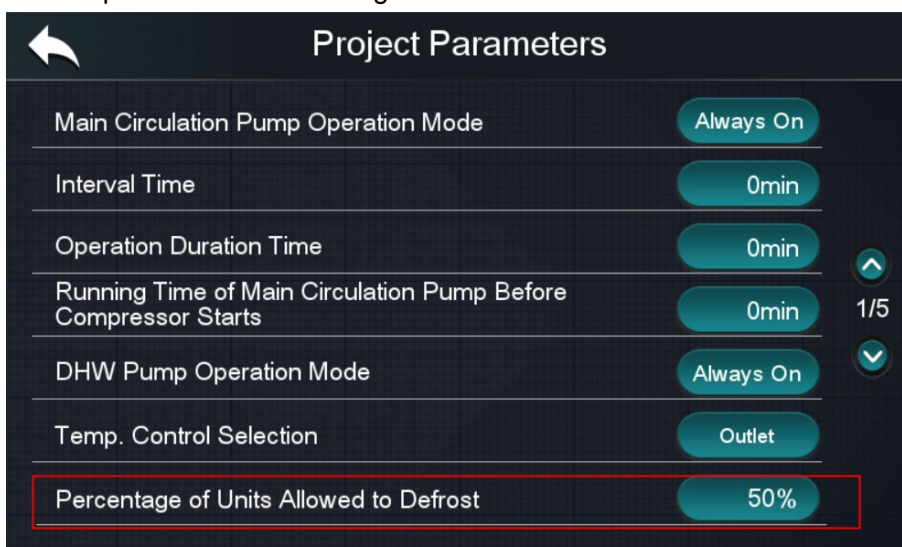 Project Parameters
Main Circulation Pump Operation Mode
Always On
Interval Time
0min
Operation Duration Time
0min
Running Time of Main Circulation Pump Before
Compressor Starts
0min
1/5
DHW Pump Operation Mode
Always On
Temp. Control Selection
Outlet
Percentage of Units Allowed to Defrost
50%